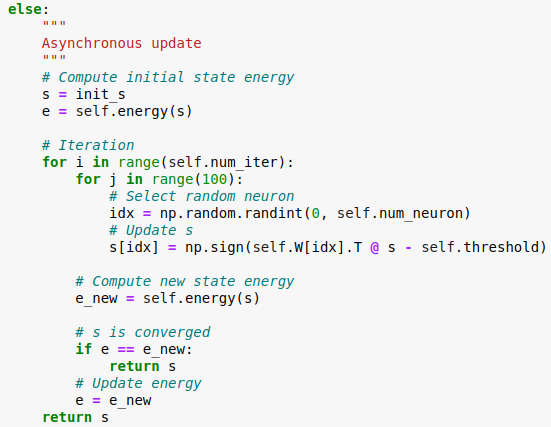 else:
    """
    Asynchronous update
    """
    # Compute initial state energy
    s = init_s
    e = self.energy(s)

    # Iteration
    for i in range(self.num_iter):
        for j in range(100):
            # Select random neuron
            idx = np.random.randint(0, self.num_neuron)
            # Update s
            s[idx] = np.sign(self.W[idx].T @ s - self.threshold)

        # Compute new state energy
        e_new = self.energy(s)

        # s is converged
        if e == e_new:
            return s
        # Update energy
        e = e_new
    return s